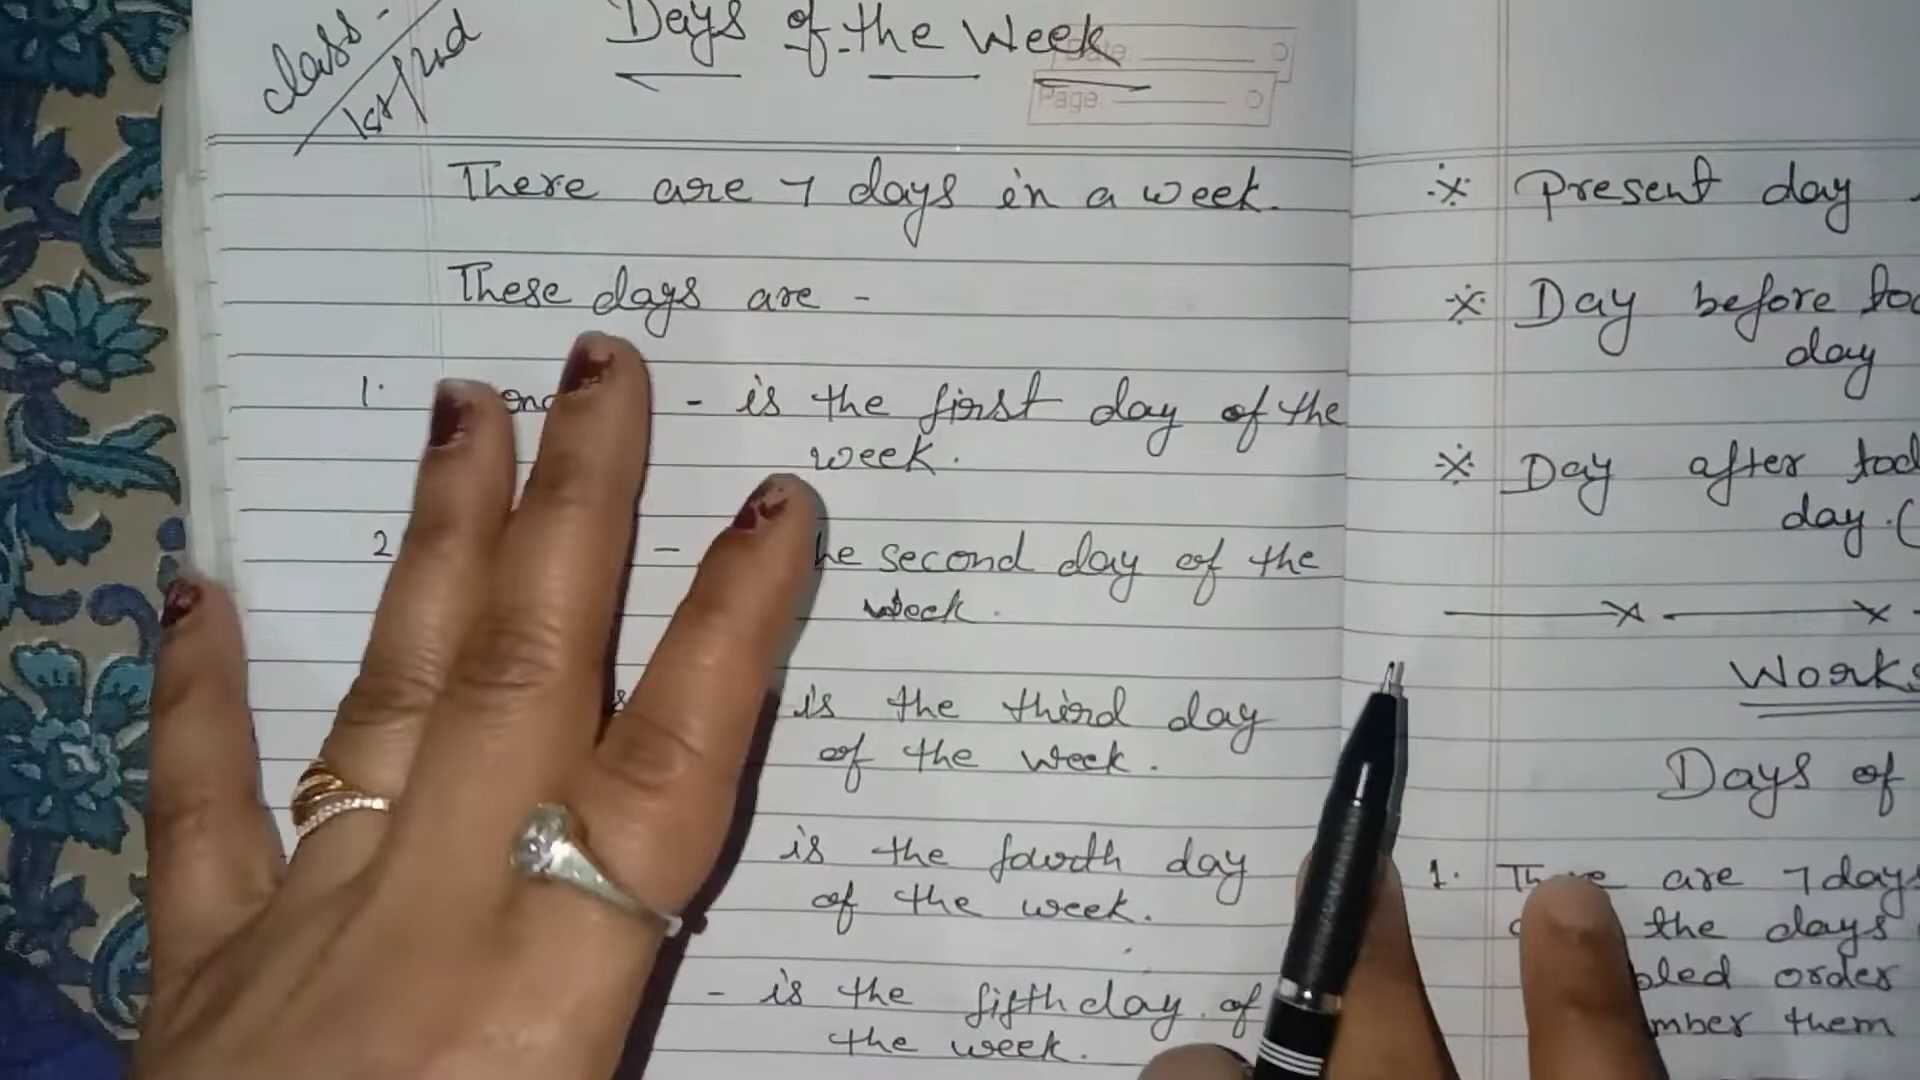 class - 1st/2nd
Days of the Week
Date
Page
There are 7 days in a week.
These days are -
1. - is the first day of the
week.
2 - the second day of the
week.
is the third day
of the week.
is the fourth day
of the week.
- is the fifth day of
the week.
Present day
Day before
day
Day after
day. (
Days of
1. There are 7 days
the days
order
them